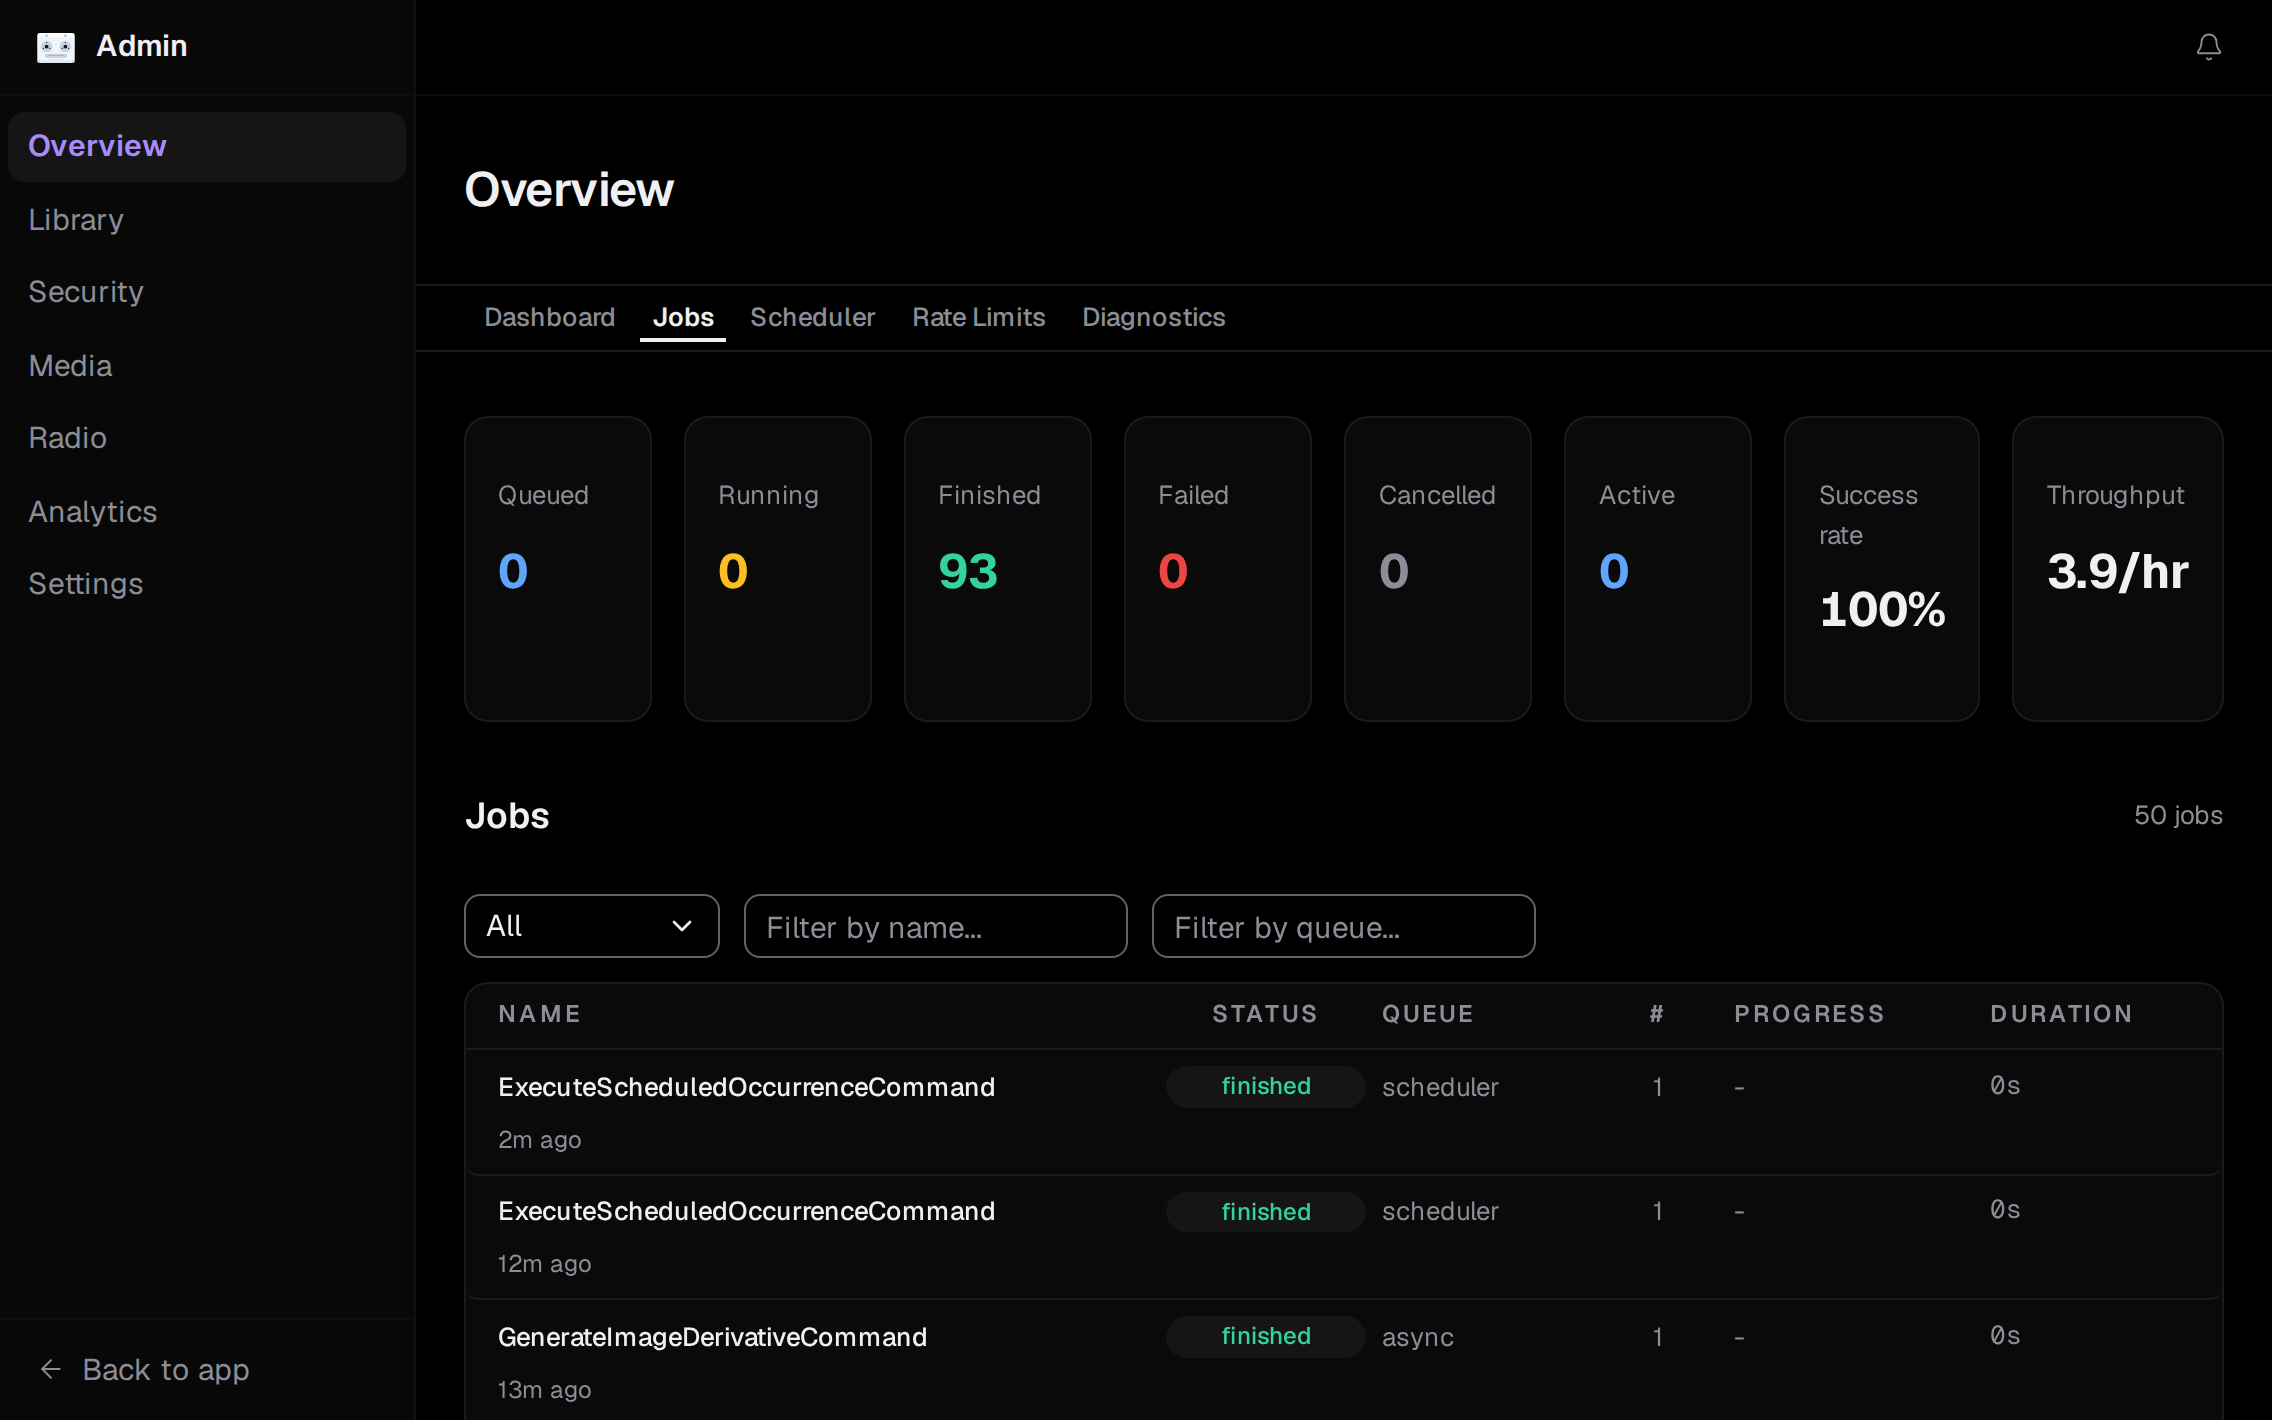 Admin
Overview
Library
Security
Media
Radio
Analytics
Settings
Back to app
Overview
Dashboard Jobs Scheduler Rate Limits Diagnostics
Queued
0
Running
0
Finished
93
Failed
0
Cancelled
0
Active
0
Success
rate
100%
Throughput
3.9/hr
Jobs
50 jobs
All
Filter by name...
Filter by queue...
NAME STATUS QUEUE # PROGRESS DURATION
ExecuteScheduledOccurrenceCommand finished scheduler 1 - 0s
2m ago
ExecuteScheduledOccurrenceCommand finished scheduler 1 - 0s
12m ago
GenerateImageDerivativeCommand finished async 1 - 0s
13m ago